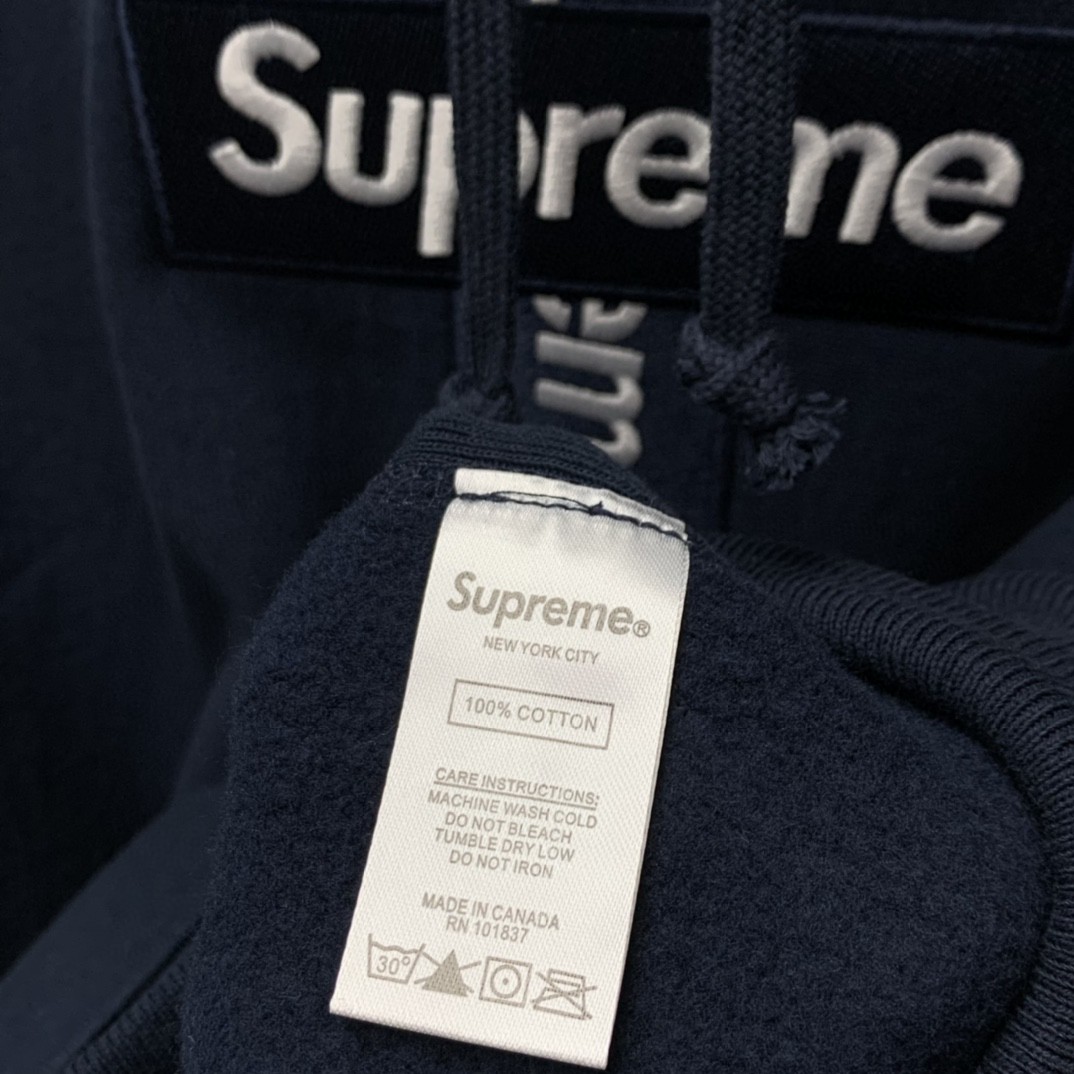 Supreme
Supreme®
NEW YORK CITY
100% COTTON
CARE INSTRUCTIONS:
MACHINE WASH COLD
DO NOT BLEACH
TUMBLE DRY LOW
DO NOT IRON
MADE IN CANADA
RN 101837
30°